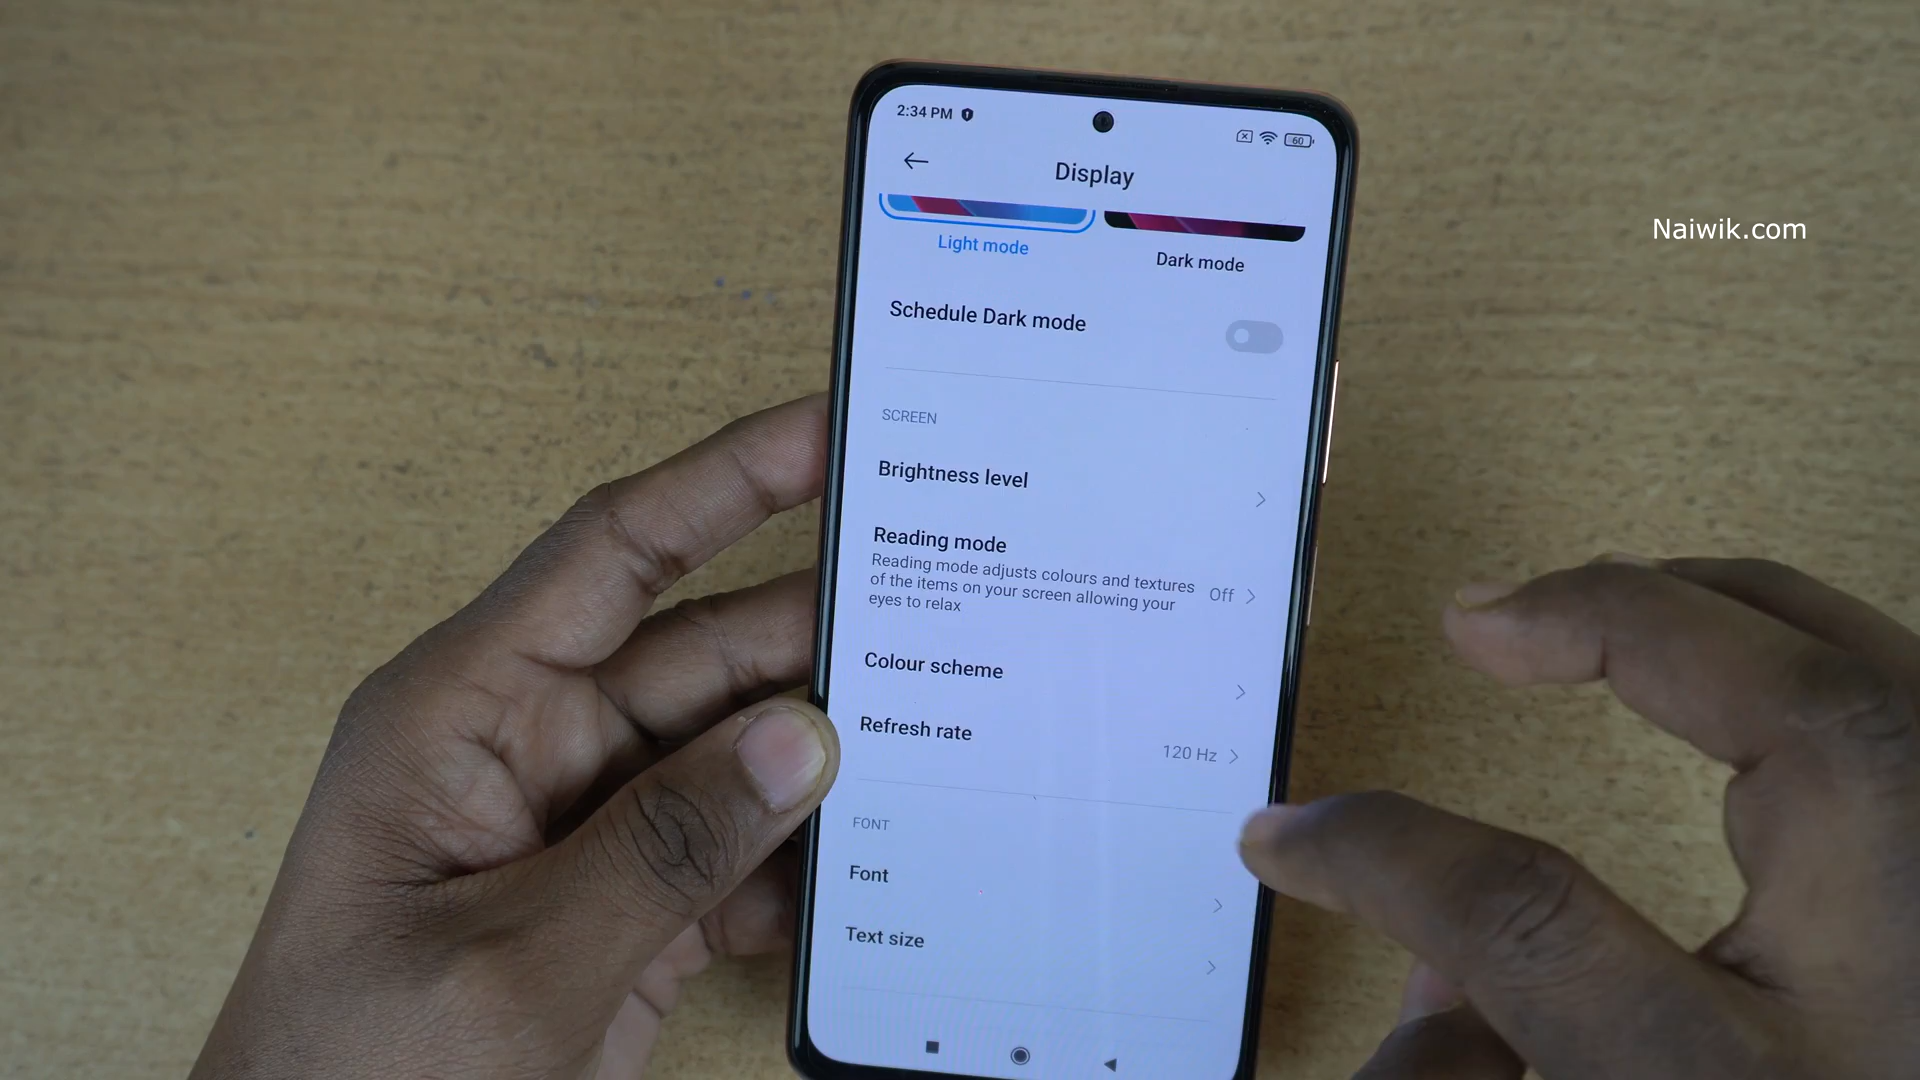 2:34 PM
60
Display
Light mode
Dark mode
Schedule Dark mode
SCREEN
Brightness level
Reading mode
Reading mode adjusts colours and textures
of the items on your screen allowing your
eyes to relax
Off
Colour scheme
Refresh rate
120 Hz
FONT
Font
Text size
Naiwik.com